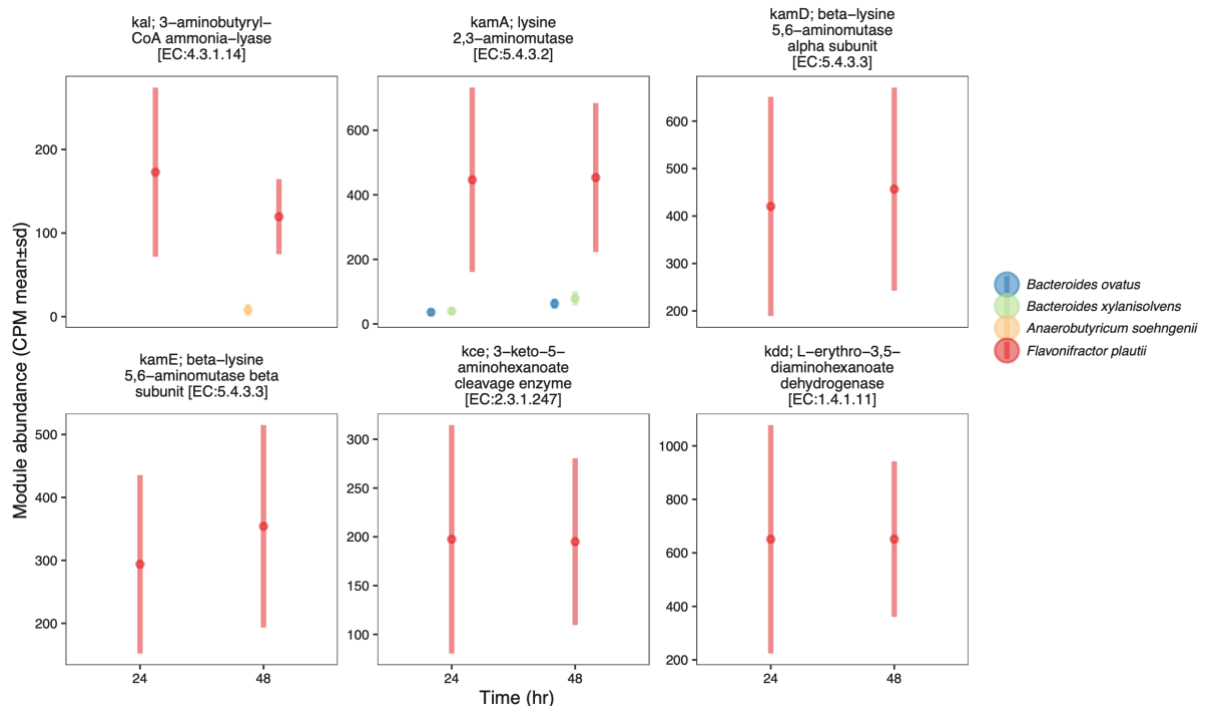 kal; 3−aminobutyryl−
CoA ammonia−lyase
[EC:4.3.1.14]
kamA; lysine
2,3−aminomutase
[EC:5.4.3.2]
kamD; beta−lysine
5,6−aminomutase
alpha subunit
[EC:5.4.3.3]
200
100
0
600
400
200
0
600
500
400
300
200
kamE; beta−lysine
5,6−aminomutase beta
subunit [EC:5.4.3.3]
kce; 3−keto−5−
aminohexanoate
cleavage enzyme
[EC:2.3.1.247]
kdd; L−erythro−3,5−
diaminohexanoate
dehydrogenase
[EC:1.4.1.11]
500
400
300
200
300
250
200
150
100
1000
800
600
400
200
24
48
24
48
24
48
Time (hr)
Module abundance (CPM mean±sd)
Bacteroides ovatus
Bacteroides xylanisolvens
Anaerobutyricum soehngenii
Flavonifractor plautii